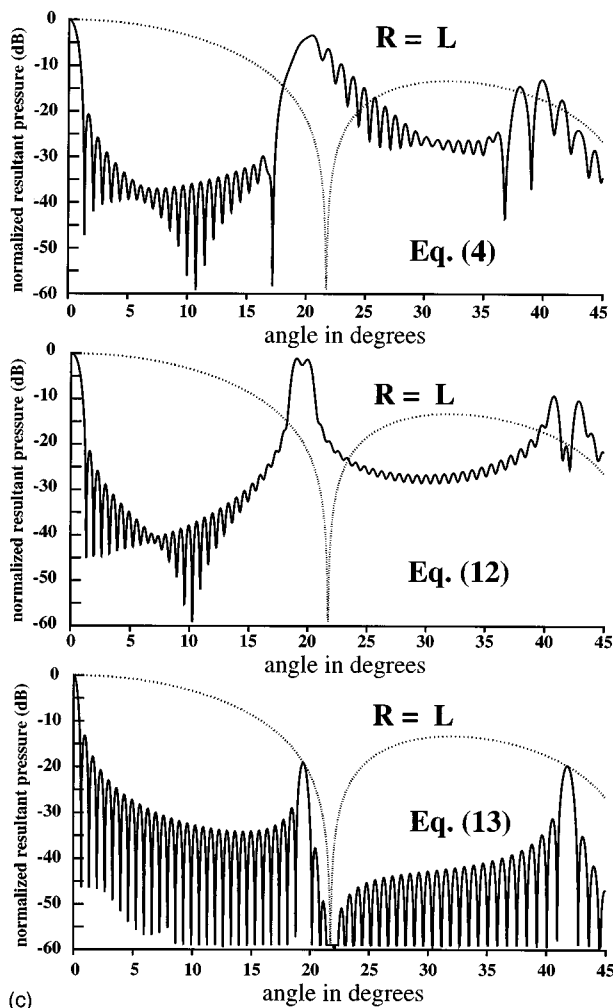 0
-10
-20
-30
-40
-50
-60
normalized resultant pressure (dB)
R = L
Eq. (4)
0 5 10 15 20 25 30 35 40 45
angle in degrees
0
-10
-20
-30
-40
-50
-60
normalized resultant pressure (dB)
R = L
Eq. (12)
0 5 10 15 20 25 30 35 40 45
angle in degrees
0
-10
-20
-30
-40
-50
-60
normalized resultant pressure (dB)
R = L
Eq. (13)
0 5 10 15 20 25 30 35 40 45
(c)
angle in degrees